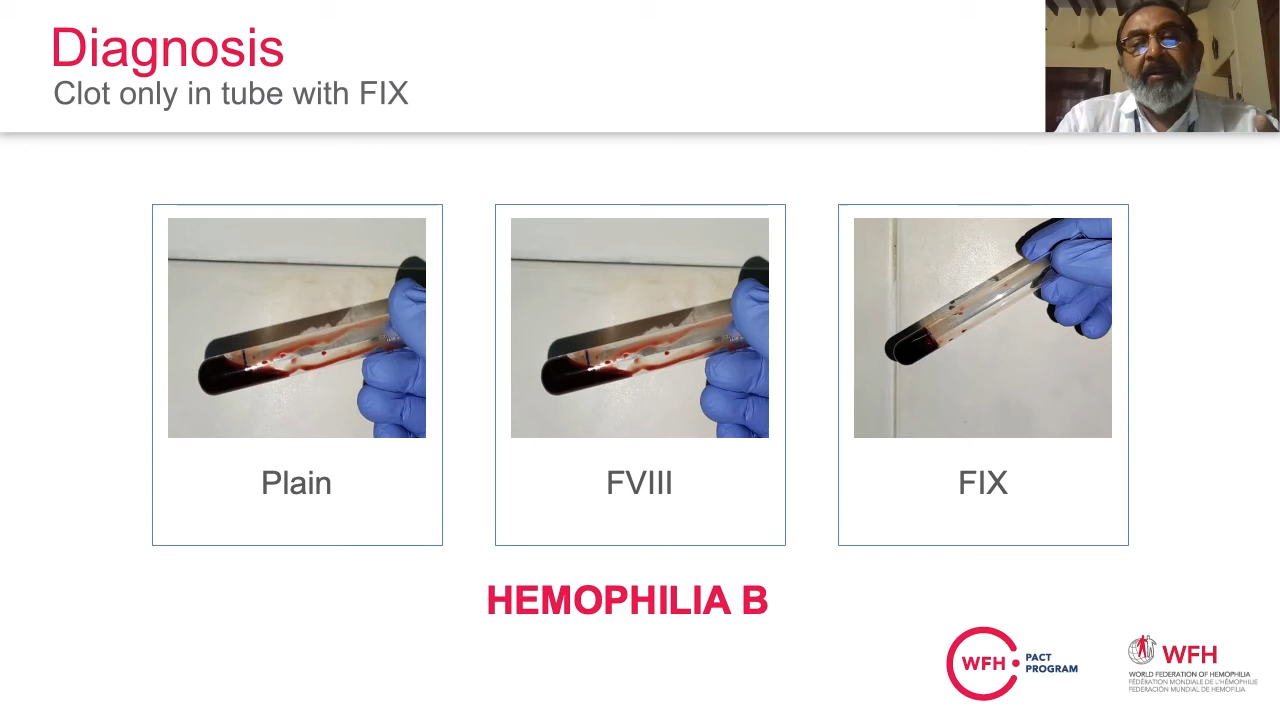 Diagnosis
Clot only in tube with FIX
Plain
FVIII
FIX
HEMOPHILIA B
WFH
PACT
PROGRAM
WFH
WORLD FEDERATION OF HEMOPHILIA
FÉDÉRATION MONDIALE DE L'HÉMOPHILIE
FEDERACIÓN MUNDIAL DE HEMOFILIA